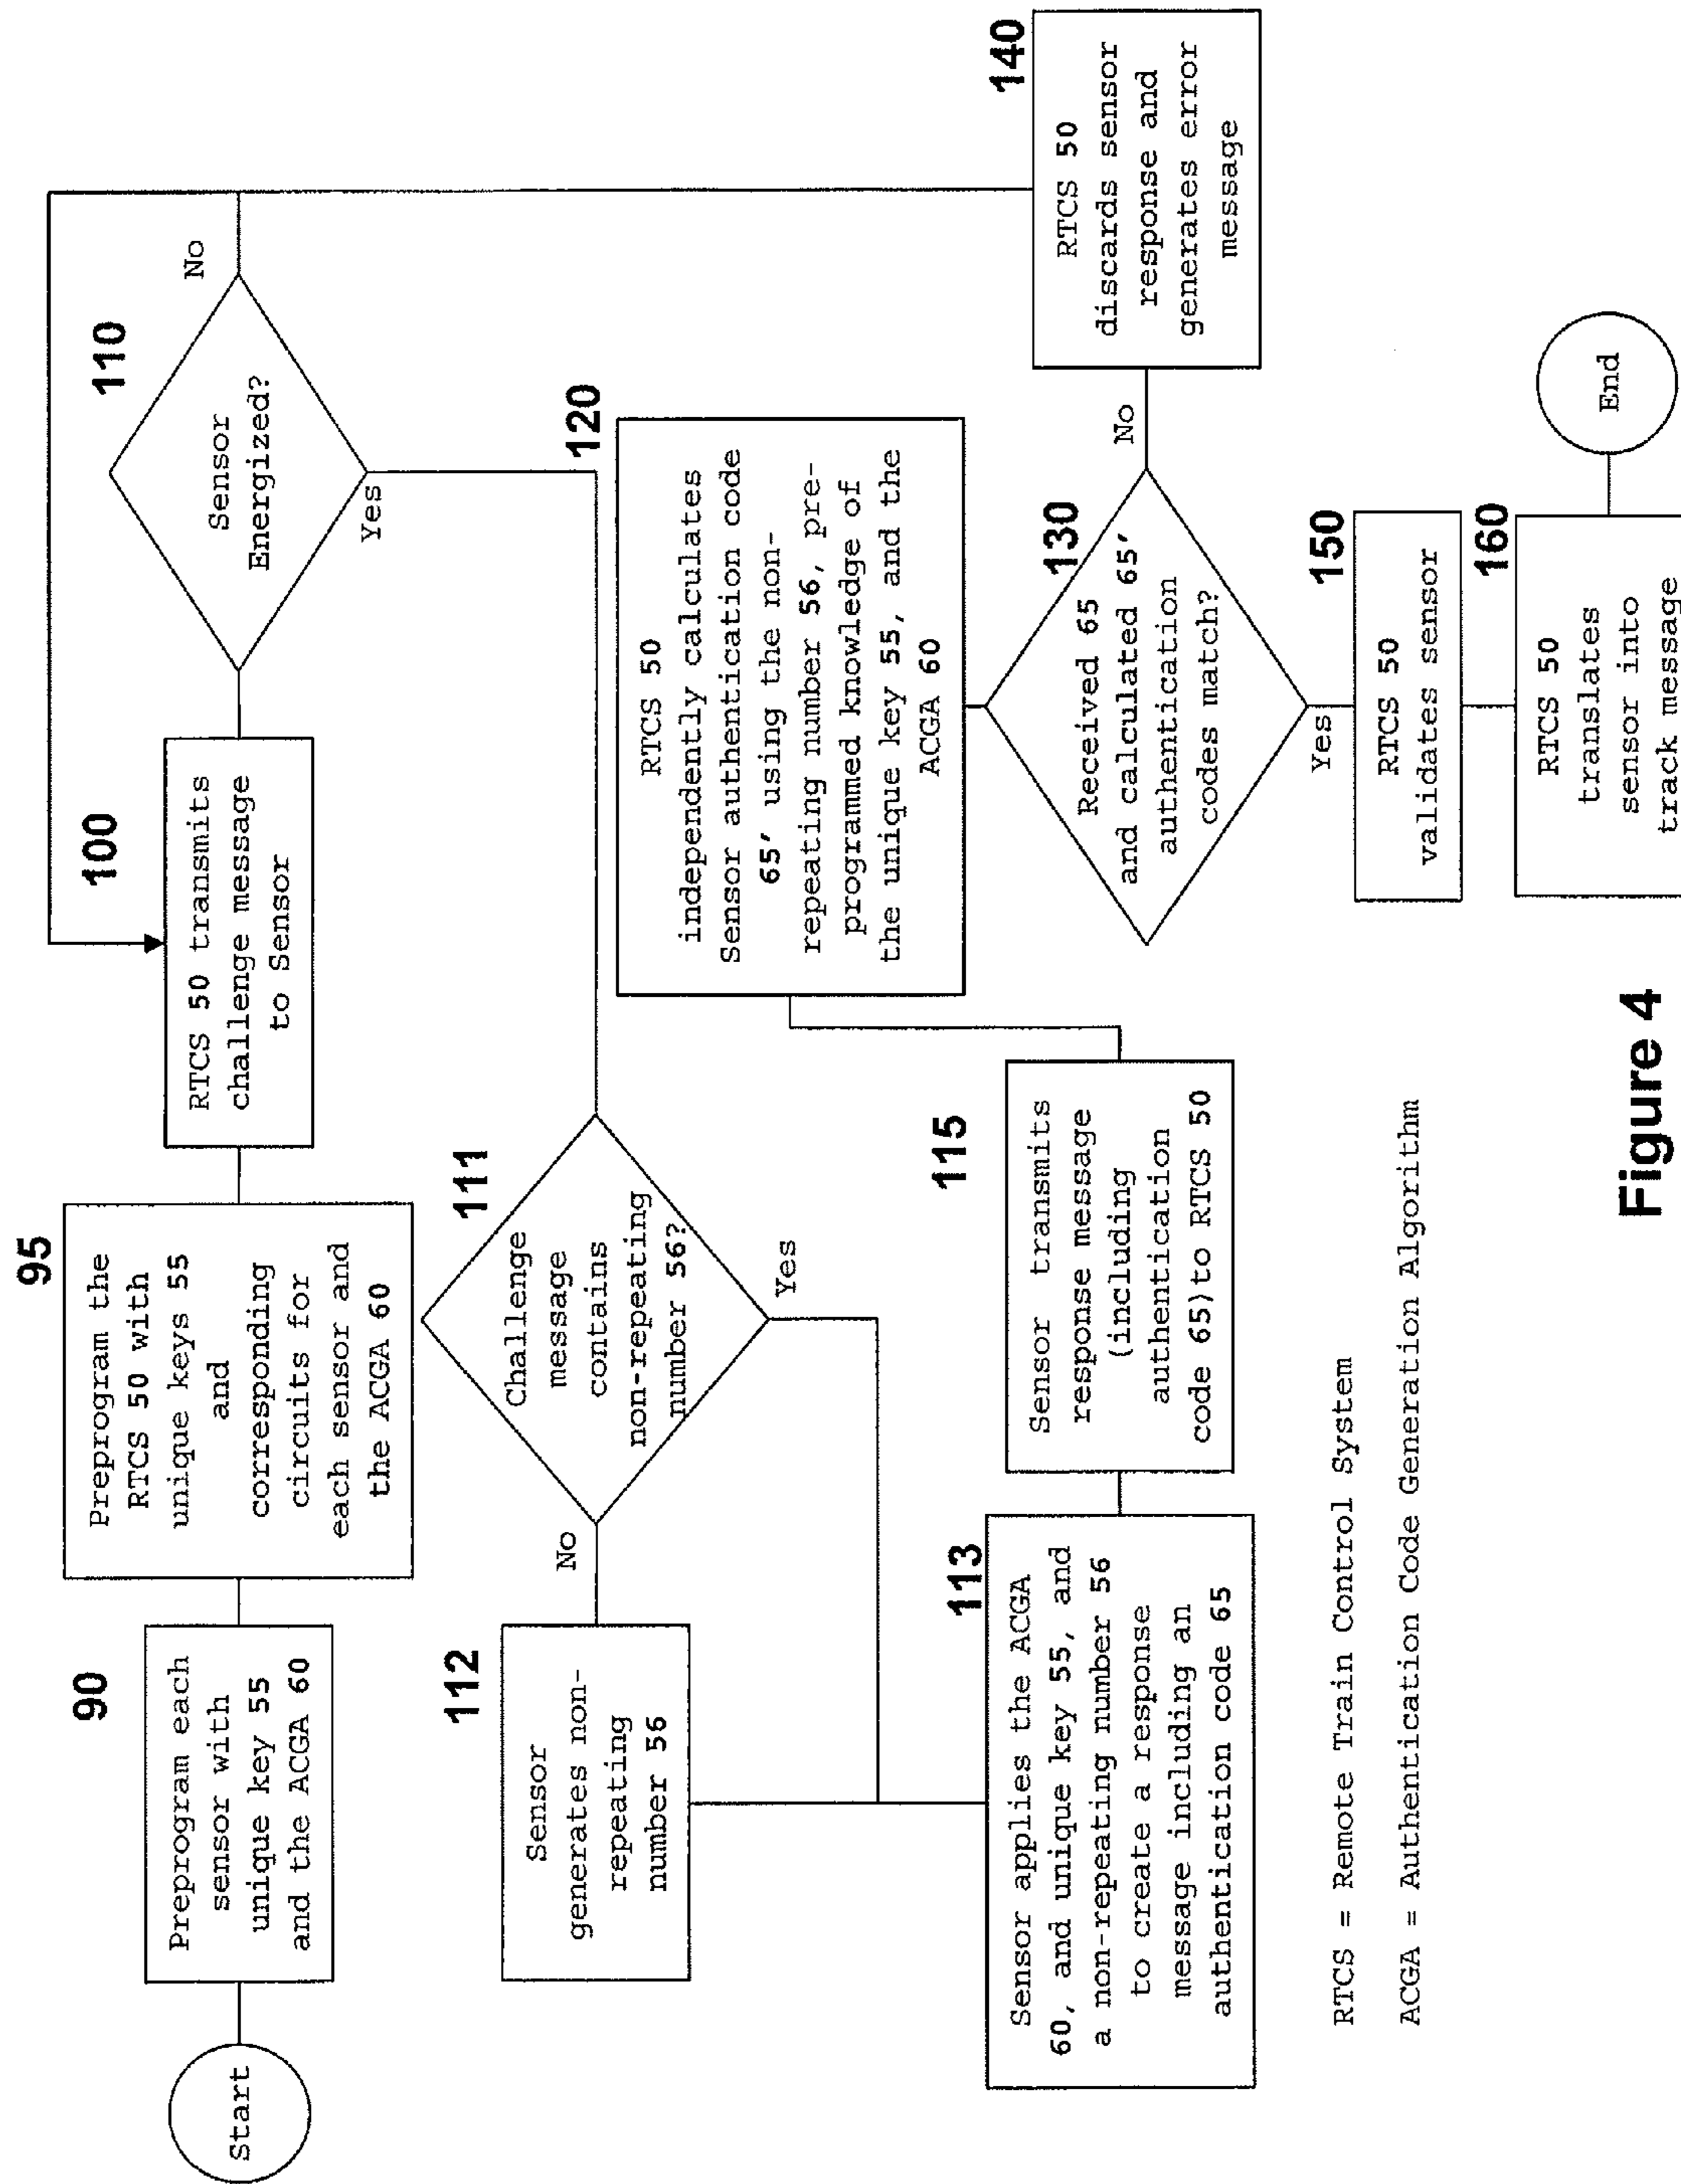 Start
90
Preprogram each
sensor with
unique key 55
and the ACGA 60
95
Preprogram the
RTCS 50 with
unique keys 55
and
corresponding
circuits for
each sensor and
the ACGA 60
100
RTCS 50 transmits
challenge message
to Sensor
110
Sensor
Energized?
No
Yes
111
Challenge
message
contains
non-repeating
number 56?
No
Yes
112
Sensor
generates non-
repeating
number 56
113
Sensor applies the ACGA
60, and unique key 55, and
a non-repeating number 56
to create a response
message including an
authentication code 65
115
Sensor transmits
response message
(including
authentication
code 65) to RTCS 50
120
RTCS 50
independently calculates
Sensor authentication code
65' using the non-
repeating number 56, pre-
programmed knowledge of
the unique key 55, and the
ACGA 60
130
Received 65
and calculated 65'
authentication
codes match?
No
Yes
140
RTCS 50
discards sensor
response and
generates error
message
150
RTCS 50
validates sensor
160
RTCS 50
translates
sensor into
track message
End
RTCS = Remote Train Control System
ACGA = Authentication Code Generation Algorithm
Figure 4